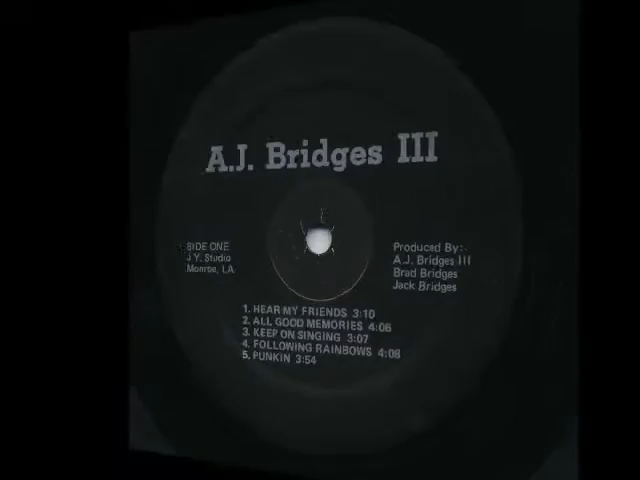 A.J. Bridges III
SIDE ONE
J.Y. Studio
Monroe, LA.
Produced By:
A.J. Bridges III
Brad Bridges
Jack Bridges
1. HEAR MY FRIENDS 3:10
2. ALL GOOD MEMORIES 4:06
3. KEEP ON SINGING 3:07
4. FOLLOWING RAINBOWS 4:08
5. PUNKIN 3:54